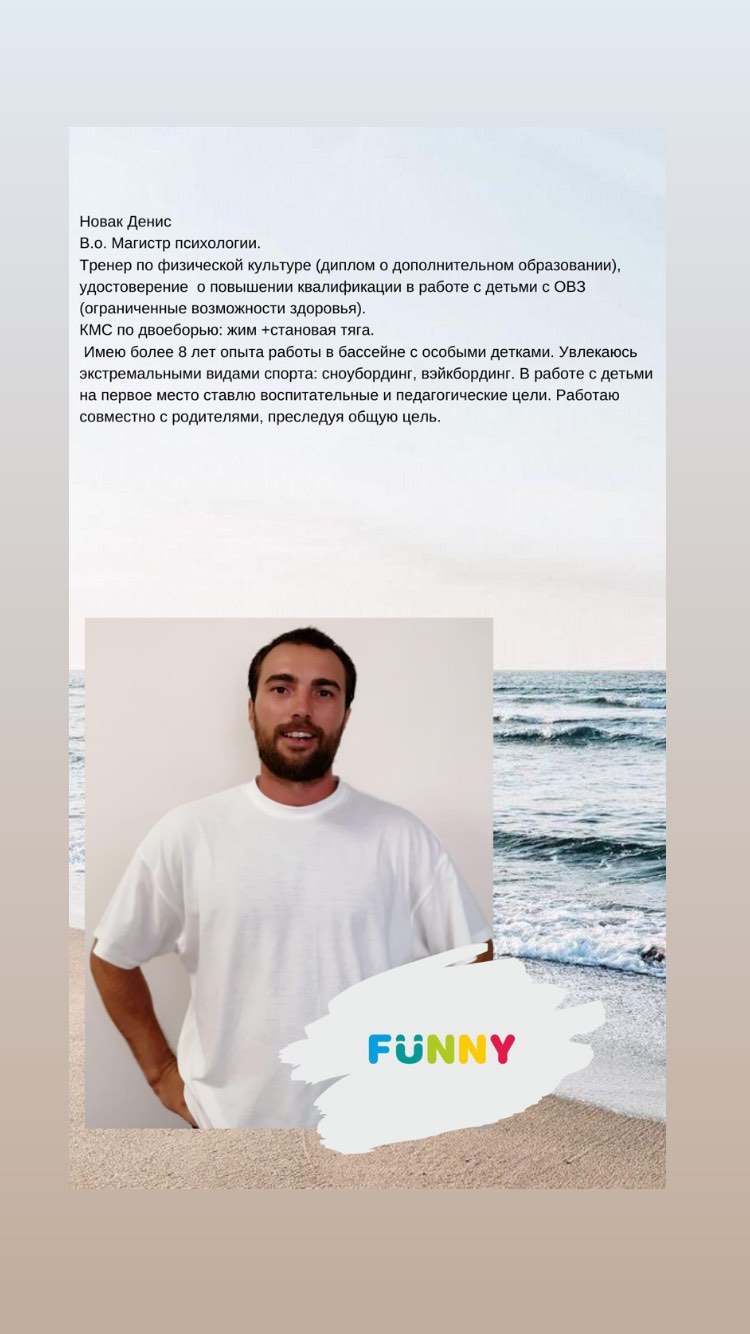 Новак Денис
В.о. Магистр психологии.
Тренер по физической культуре (диплом о дополнительном образовании),
удостоверение  о повышении квалификации в работе с детьми с ОВЗ
(ограниченные возможности здоровья).
КМС по двоеборью: жим +становая тяга.
Имею более 8 лет опыта работы в бассейне с особыми детками. Увлекаюсь
экстремальными видами спорта: сноубординг, вэйкбординг. В работе с детьми
на первое место ставлю воспитательные и педагогические цели. Работаю
совместно с родителями, преследуя общую цель.
FÜNNY